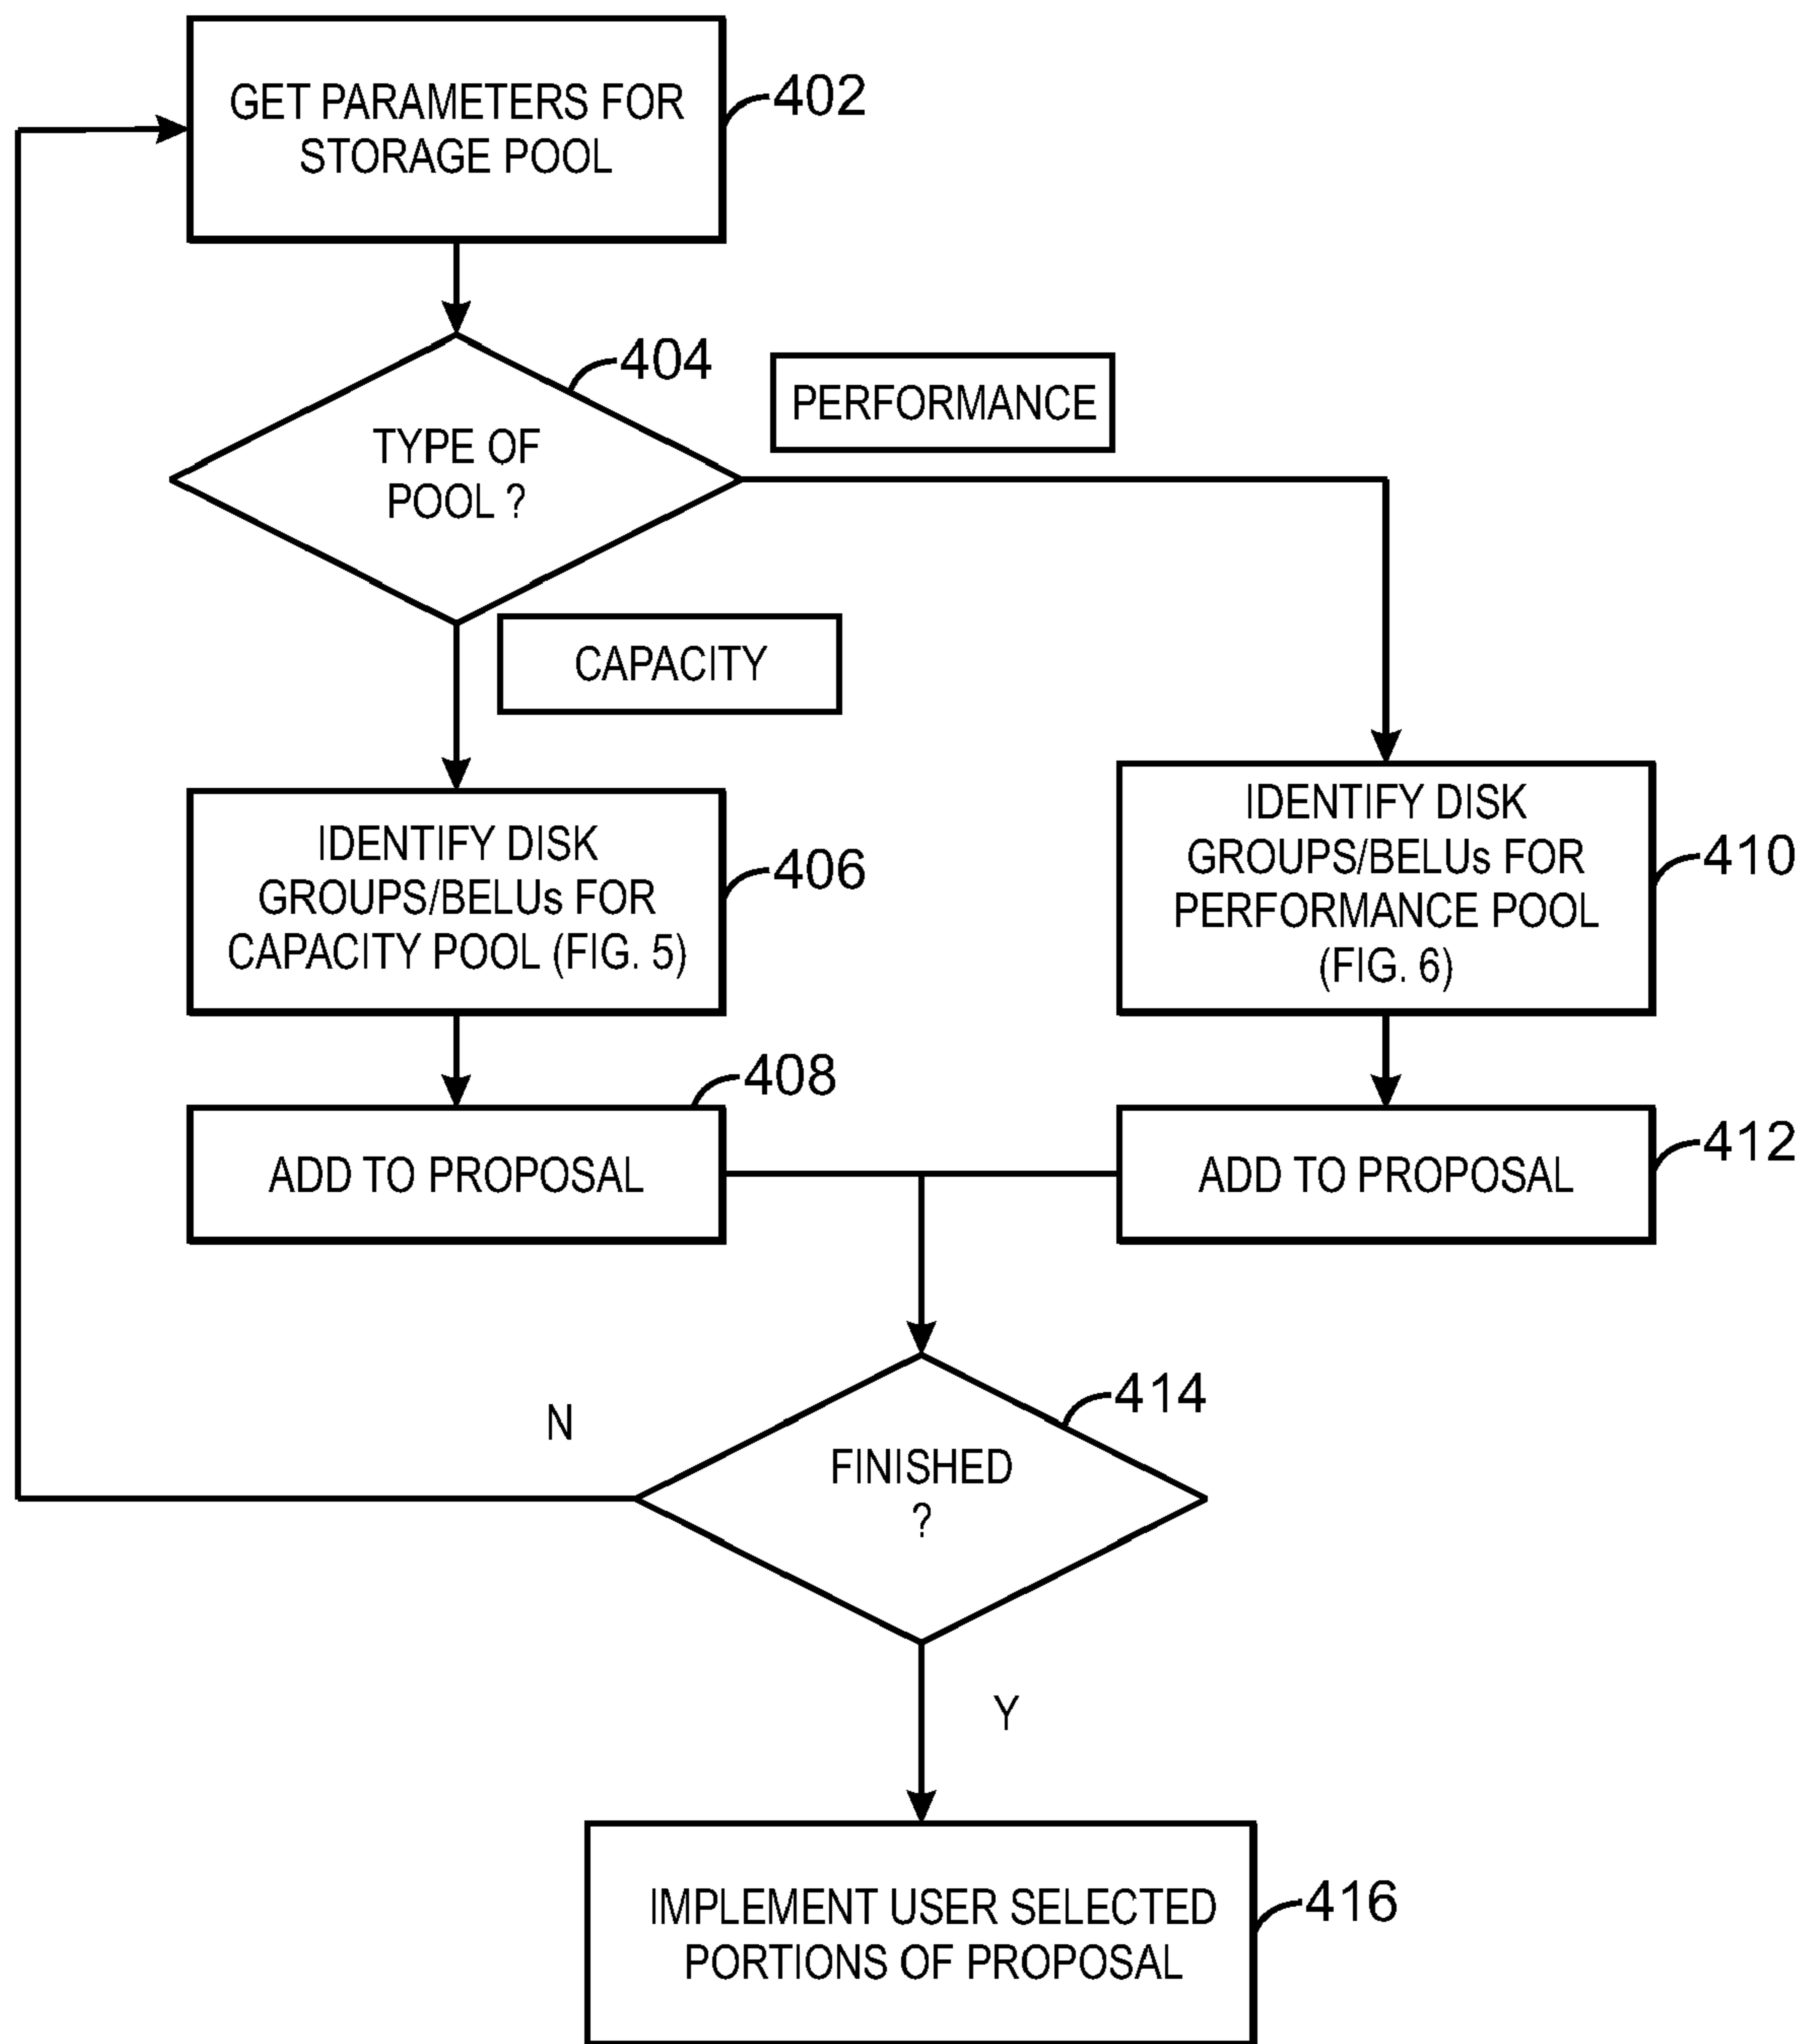 GET PARAMETERS FOR
STORAGE POOL
402
404
TYPE OF
POOL ?
PERFORMANCE
CAPACITY
IDENTIFY DISK
GROUPS/BELUs FOR
CAPACITY POOL (FIG. 5)
406
IDENTIFY DISK
GROUPS/BELUs FOR
PERFORMANCE POOL
(FIG. 6)
410
408
ADD TO PROPOSAL
ADD TO PROPOSAL
412
414
N
FINISHED
?
Y
IMPLEMENT USER SELECTED
PORTIONS OF PROPOSAL
416